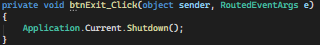 private void btnExit_Click(object sender, RoutedEventArgs e)
{
    Application.Current.Shutdown();
}